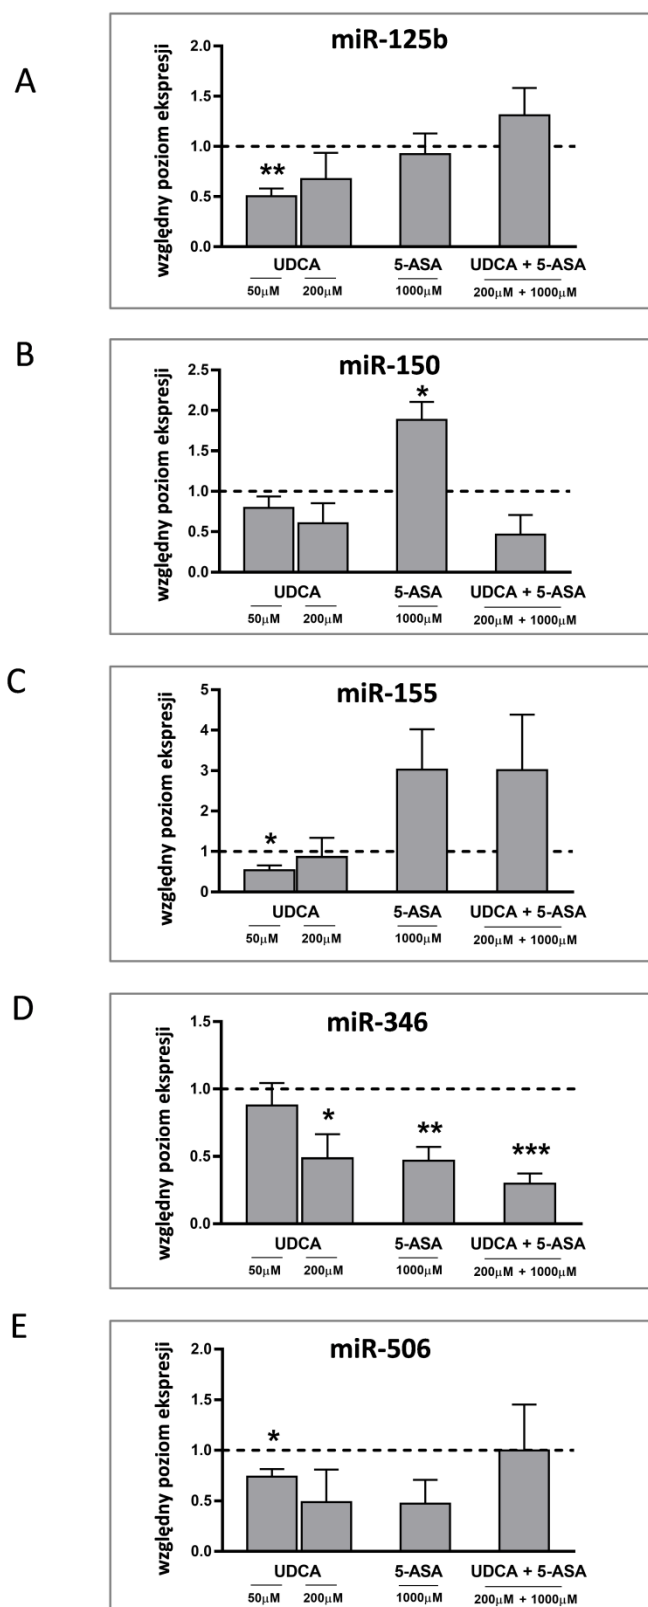 A
miR-125b
względny poziom ekspresji
2.0
1.5
1.0
0.5
0.0
**
UDCA 5-ASA UDCA + 5-ASA
50µM 200µM 1000µM 200µM + 1000µM
B
miR-150
względny poziom ekspresji
2.5
2.0
1.5
1.0
0.5
0.0
*
UDCA 5-ASA UDCA + 5-ASA
50µM 200µM 1000µM 200µM + 1000µM
C
miR-155
względny poziom ekspresji
5
4
3
2
1
0
*
UDCA 5-ASA UDCA + 5-ASA
50µM 200µM 1000µM 200µM + 1000µM
D
miR-346
względny poziom ekspresji
1.5
1.0
0.5
0.0
* ** ***
UDCA 5-ASA UDCA + 5-ASA
50µM 200µM 1000µM 200µM + 1000µM
E
miR-506
względny poziom ekspresji
2.0
1.5
1.0
0.5
0.0
*
UDCA 5-ASA UDCA + 5-ASA
50µM 200µM 1000µM 200µM + 1000µM